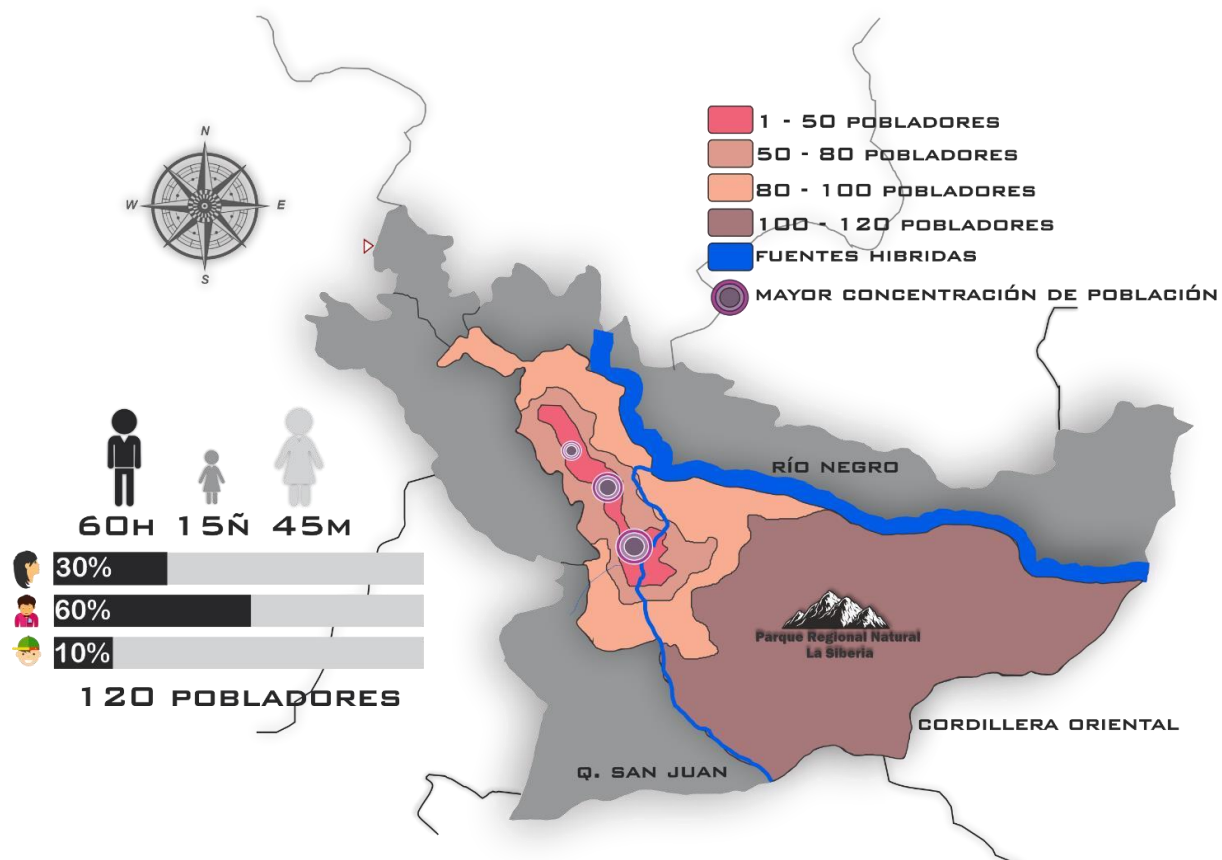 N
W
E
S
1 - 50 POBLADORES
50 - 80 POBLADORES
80 - 100 POBLADORES
100 - 120 POBLADORES
FUENTES HIBRIDAS
MAYOR CONCENTRACIÓN DE POBLACIÓN
RÍO NEGRO
60H 15Ñ 45M
30%
60%
10%
120 POBLADORES
Parque Regional Natural
La Siberia
CORDILLERA ORIENTAL
Q. SAN JUAN